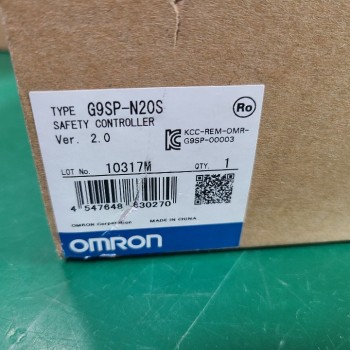 TYPE G9SP-N20S
SAFETY CONTROLLER
Ver. 2.0
Ro
KCC-REM-OMR-
G9SP-00003
LOT No. 10317M
QTY. 1
4 547648 630270
OMRON Corporation MADE IN CHINA
OMRON